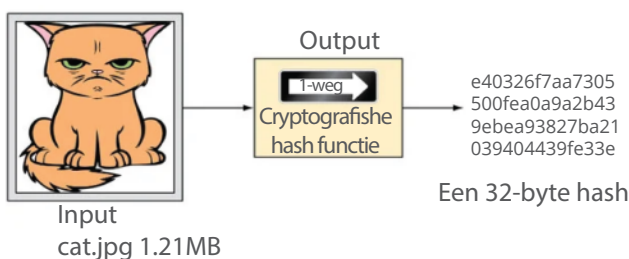 Output
1-weg
Cryptografishe
hash functie
e40326f7aa7305
500fea0a9a2b43
9ebea93827ba21
039404439fe33e
Een 32-byte hash
Input
cat.jpg 1.21MB